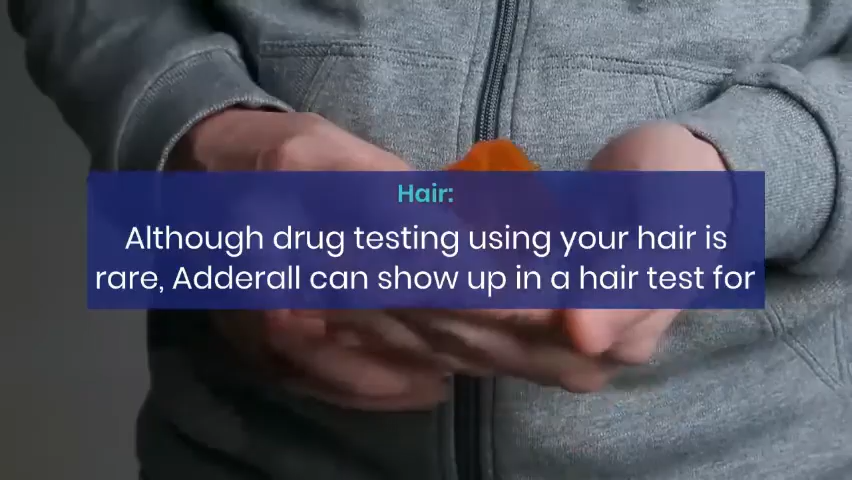 Hair:
Although drug testing using your hair is
rare, Adderall can show up in a hair test for